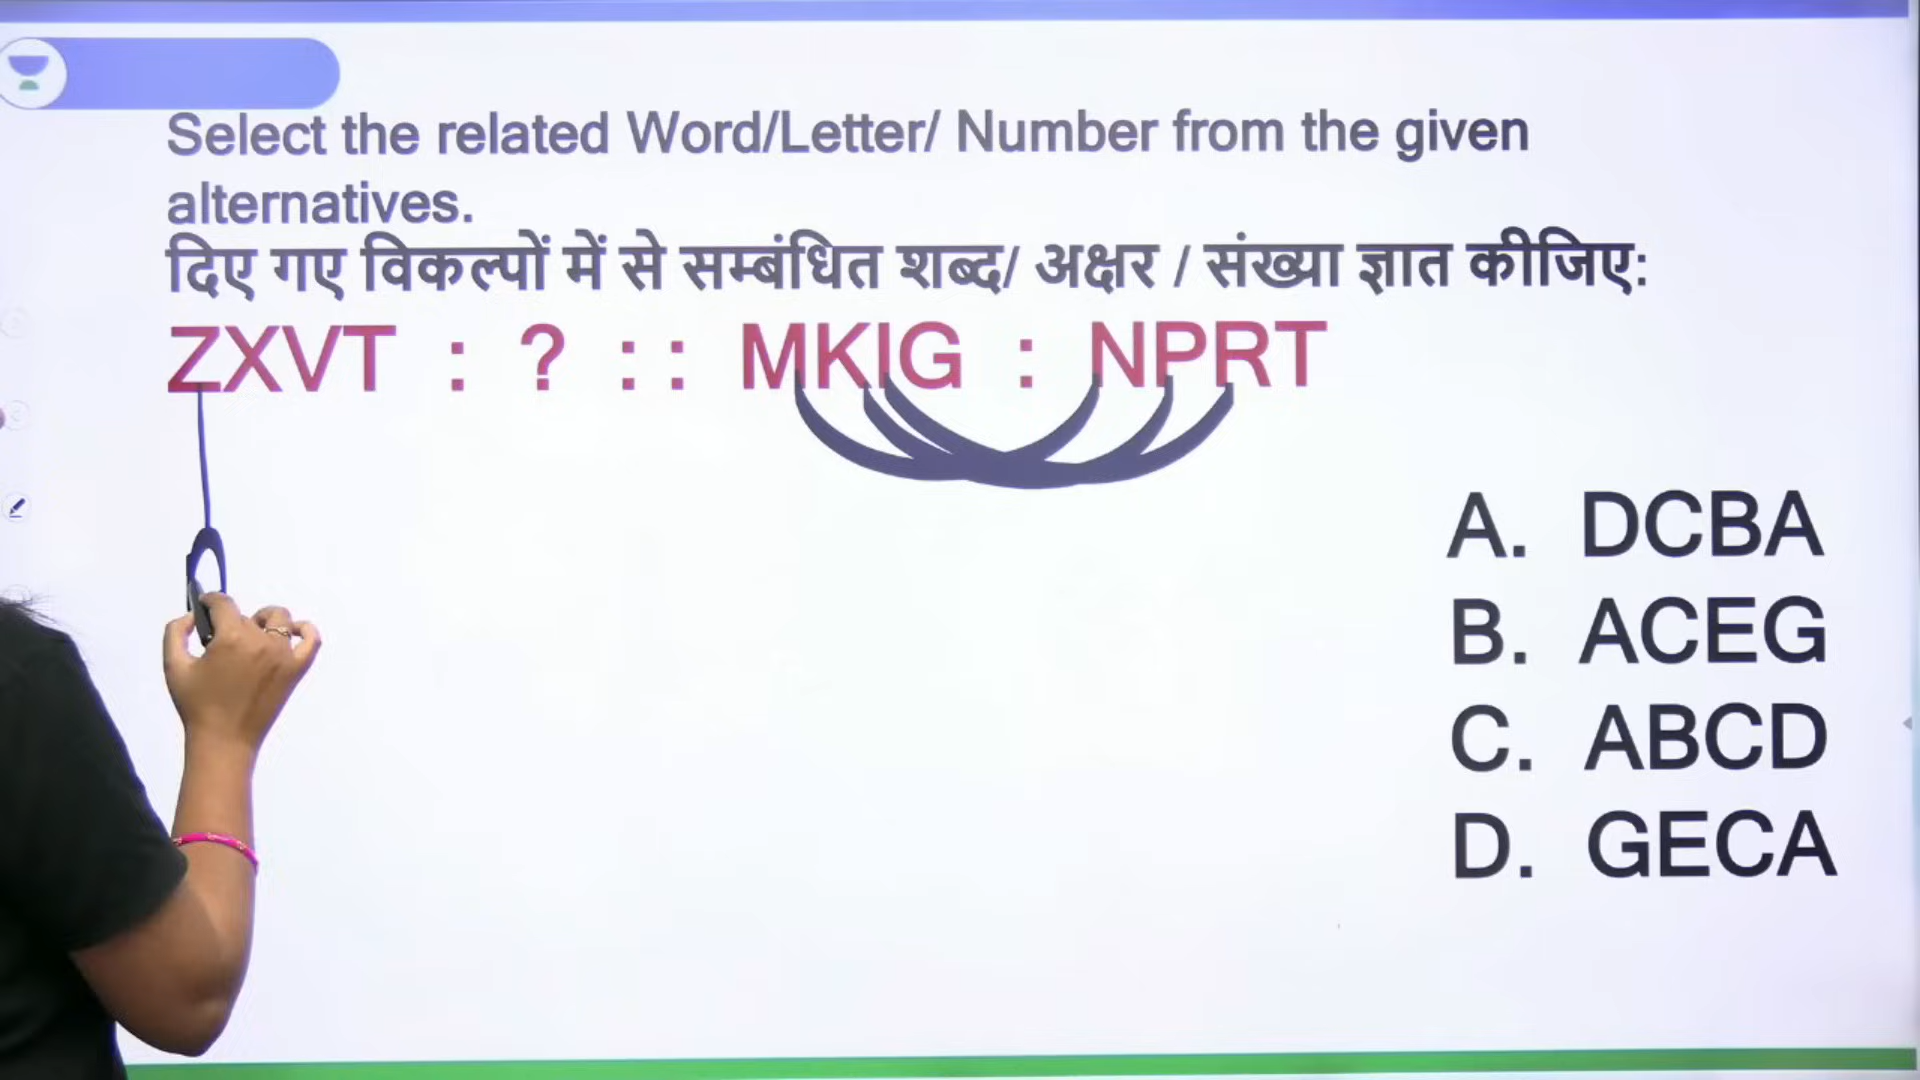 Select the related Word/Letter/ Number from the given
alternatives.
दिए गए विकल्पों में से सम्बंधित शब्द/ अक्षर / संख्या ज्ञात कीजिए:
ZXVT : ? : : MKIG : NPRT
A. DCBA
B. ACEG
C. ABCD
D. GECA